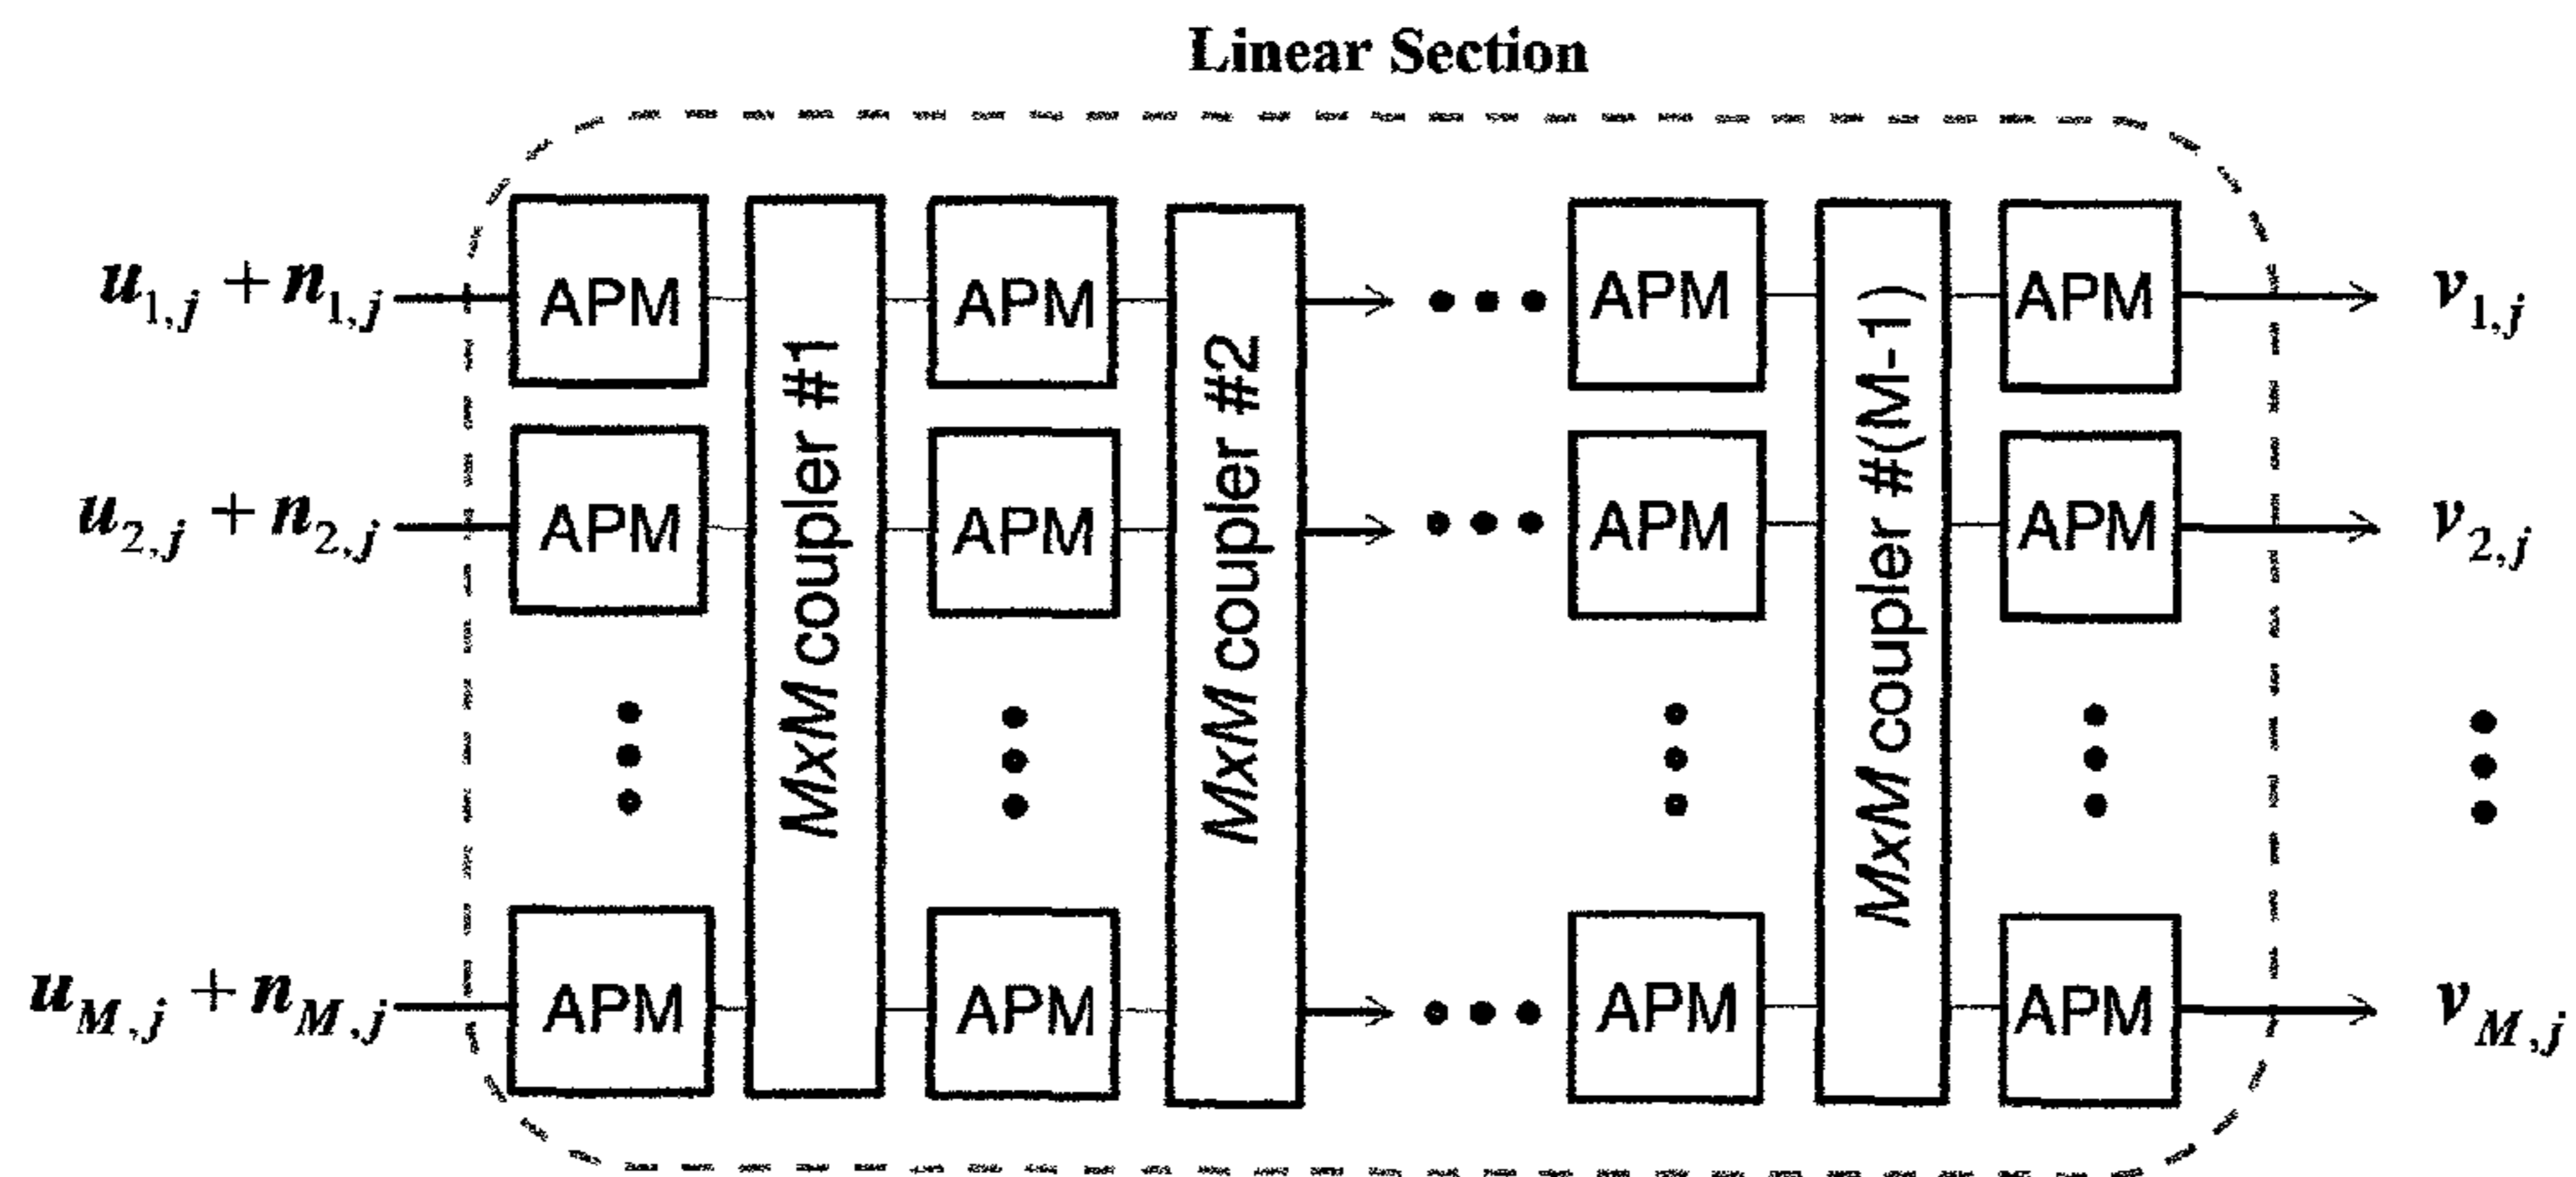 Linear Section
u1,j + n1,j
APM
MxM coupler #1
APM
MxM coupler #2
APM
MxM coupler #(M-1)
APM
v1,j
u2,j + n2,j
APM
APM
APM
APM
v2,j
uM,j + nM,j
APM
APM
APM
APM
vM,j